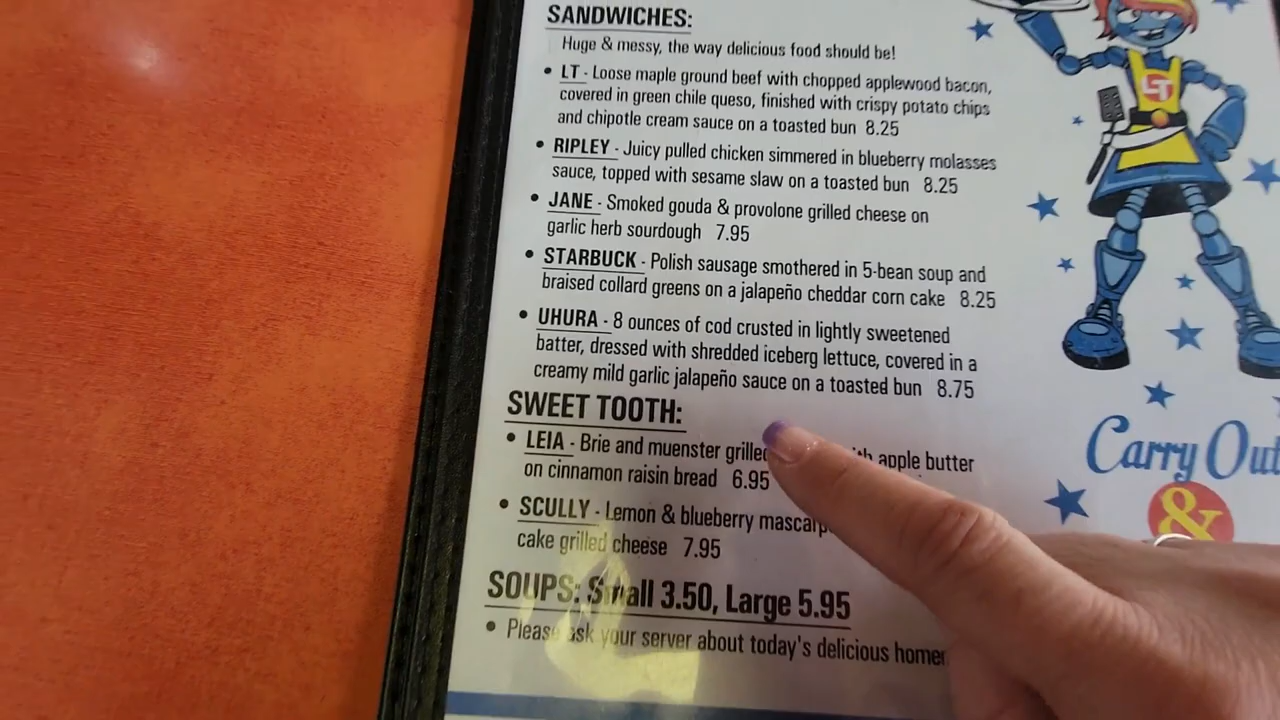 SANDWICHES:
Huge & messy, the way delicious food should be!
• LT - Loose maple ground beef with chopped applewood bacon,
covered in green chile queso, finished with crispy potato chips
and chipotle cream sauce on a toasted bun 8.25
• RIPLEY - Juicy pulled chicken simmered in blueberry molasses
sauce, topped with sesame slaw on a toasted bun 8.25
• JANE - Smoked gouda & provolone grilled cheese on
garlic herb sourdough 7.95
• STARBUCK - Polish sausage smothered in 5-bean soup and
braised collard greens on a jalapeño cheddar corn cake 8.25
• UHURA - 8 ounces of cod crusted in lightly sweetened
batter, dressed with shredded iceberg lettuce, covered in a
creamy mild garlic jalapeño sauce on a toasted bun 8.75
SWEET TOOTH:
• LEIA - Brie and muenster grilled apple butter
on cinnamon raisin bread 6.95
• SCULLY - Lemon & blueberry
cake grilled cheese 7.95
SOUPS: Small 3.50, Large 5.95
• Please ask your server about today's delicious
LT
Carry Out
&